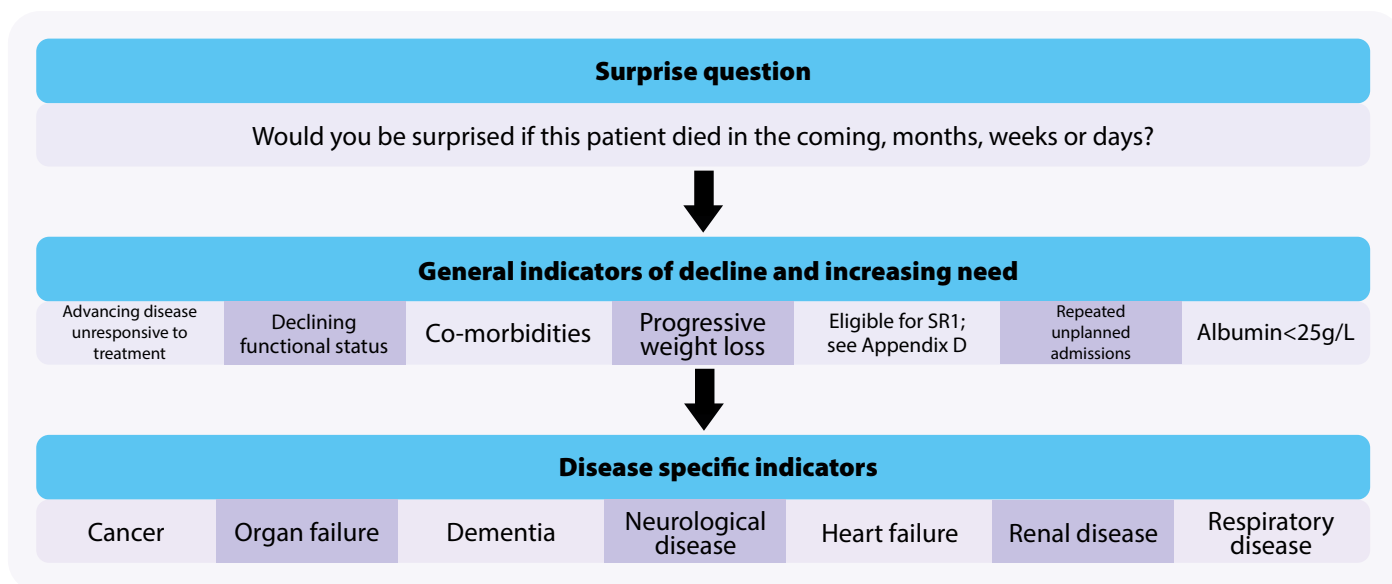 Surprise question
Would you be surprised if this patient died in the coming, months, weeks or days?
General indicators of decline and increasing need
Advancing disease
unresponsive to
treatment
Declining
functional status
Co-morbidities
Progressive
weight loss
Eligible for SR1;
see Appendix D
Repeated
unplanned
admissions
Albumin<25g/L
Disease specific indicators
Cancer
Organ failure
Dementia
Neurological
disease
Heart failure
Renal disease
Respiratory
disease